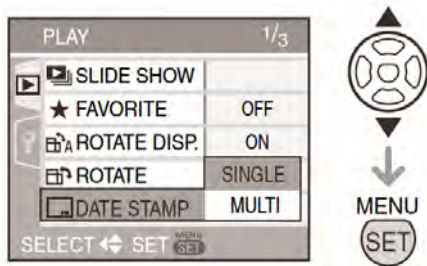 PLAY 1/3
SLIDE SHOW
★ FAVORITE OFF
ROTATE DISP. ON
ROTATE SINGLE
DATE STAMP MULTI
SELECT SET MENU SET
MENU
SET